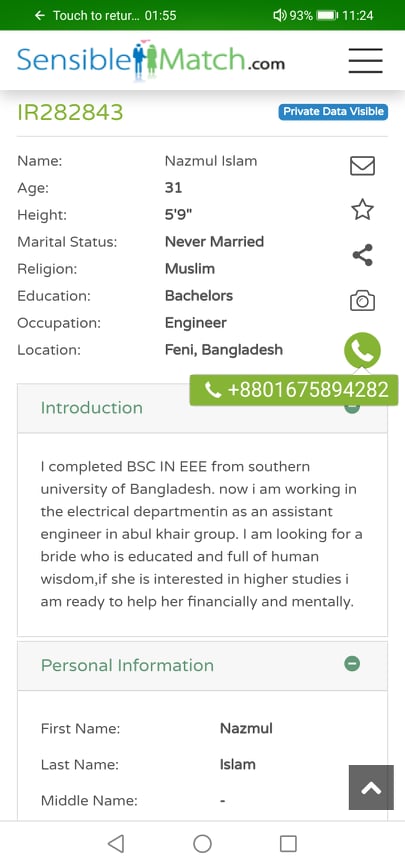 Touch to retur... 01:55 93% 11:24
SensibleMatch.com
IR282843 Private Data Visible
Name: Nazmul Islam
Age: 31
Height: 5'9"
Marital Status: Never Married
Religion: Muslim
Education: Bachelors
Occupation: Engineer
Location: Feni, Bangladesh
+8801675894282
Introduction
I completed BSC IN EEE from southern
university of Bangladesh. now i am working in
the electrical departmentin as an assistant
engineer in abul khair group. I am looking for a
bride who is educated and full of human
wisdom,if she is interested in higher studies i
am ready to help her financially and mentally.
Personal Information
First Name: Nazmul
Last Name: Islam
Middle Name: -